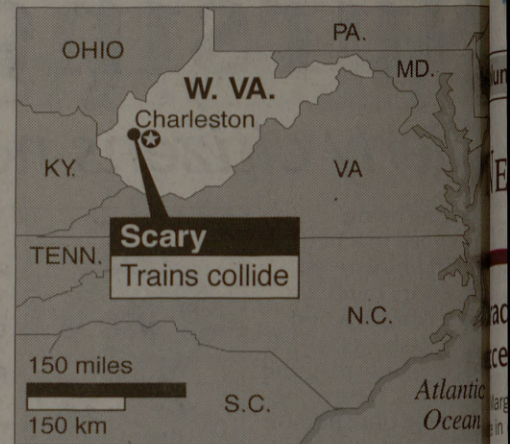 PA.
OHIO
MD.
W. VA.
Charleston
KY.
VA
Scary
TENN.
Trains collide
N.C.
150 miles
S.C.
Atlantic
Ocean
150 km